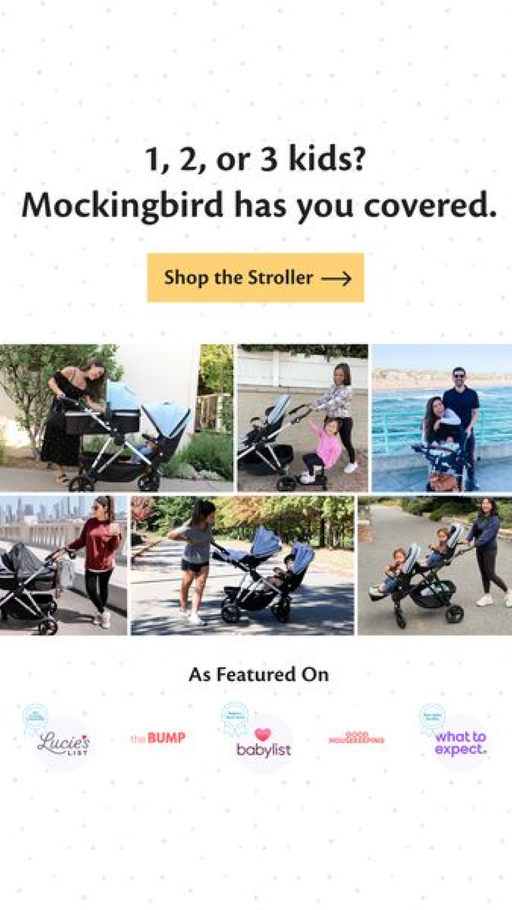 1, 2, or 3 kids?
Mockingbird has you covered.
Shop the Stroller →
As Featured On
Lucie's
LIST
the BUMP
babylist
GOOD
HOUSEKEEPING
what to
expect.